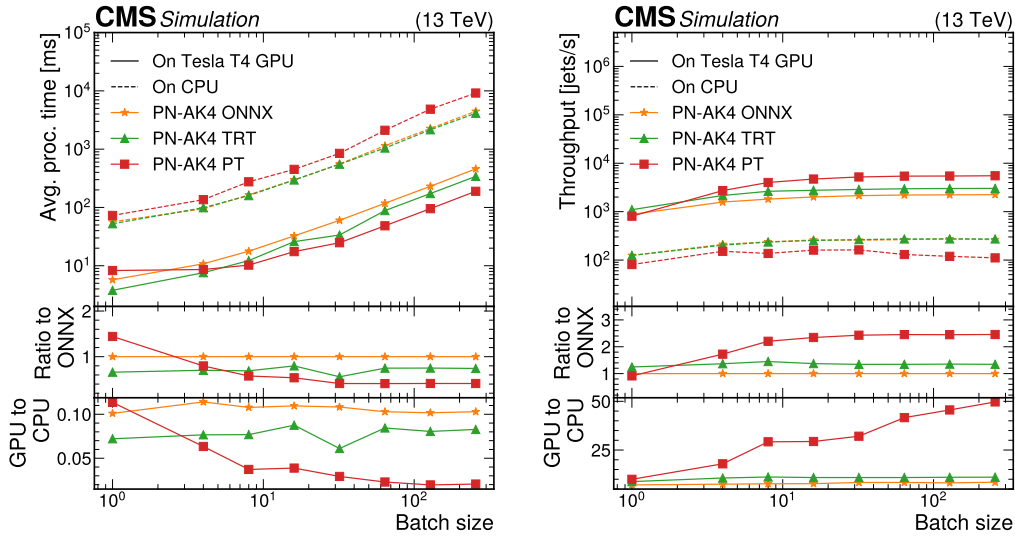 CMS Simulation (13 TeV)
Avg. proc. time [ms]
10^5
10^4
10^3
10^2
10^1
On Tesla T4 GPU
On CPU
PN-AK4 ONNX
PN-AK4 TRT
PN-AK4 PT
Ratio to
ONNX
2
1
GPU to
CPU
0.10
0.05
10^0 10^1 10^2
Batch size
CMS Simulation (13 TeV)
Throughput [jets/s]
10^6
10^5
10^4
10^3
10^2
On Tesla T4 GPU
On CPU
PN-AK4 ONNX
PN-AK4 TRT
PN-AK4 PT
Ratio to
ONNX
3
2
1
GPU to
CPU
50
25
10^0 10^1 10^2
Batch size